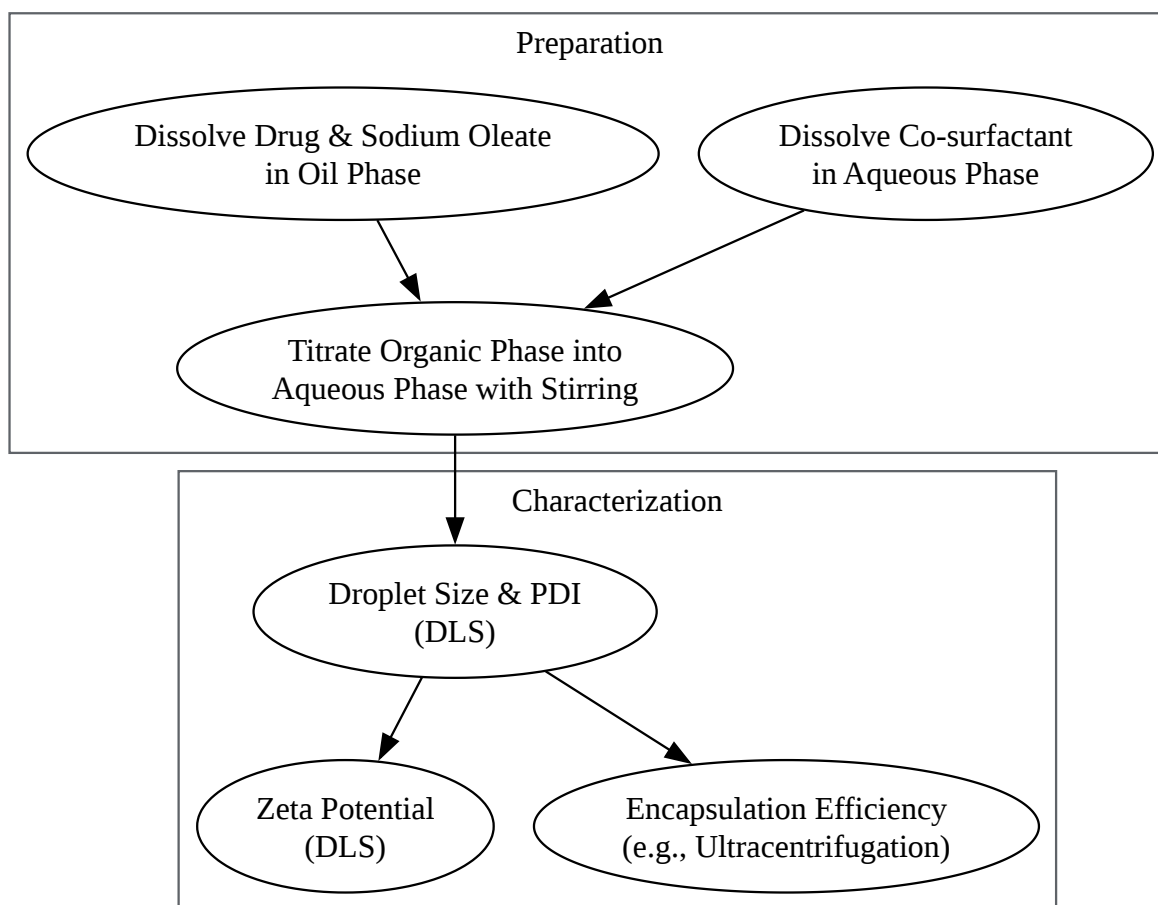 Preparation
Dissolve Drug & Sodium Oleate
in Oil Phase
Dissolve Co-surfactant
in Aqueous Phase
Titrate Organic Phase into
Aqueous Phase with Stirring
Characterization
Droplet Size & PDI
(DLS)
Zeta Potential
(DLS)
Encapsulation Efficiency
(e.g., Ultracentrifugation)